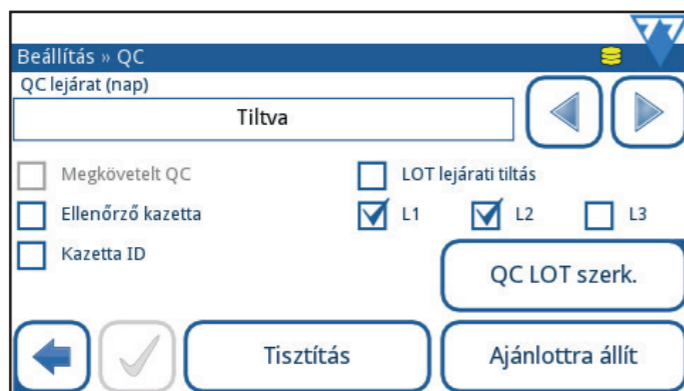 Beállítás » QC
QC lejárat (nap)
Tiltva
Megkövetelt QC
LOT lejárati tiltás
Ellenőrző kazetta
L1
L2
L3
Kazetta ID
QC LOT szerk.
Tisztítás
Ajánlottra állít